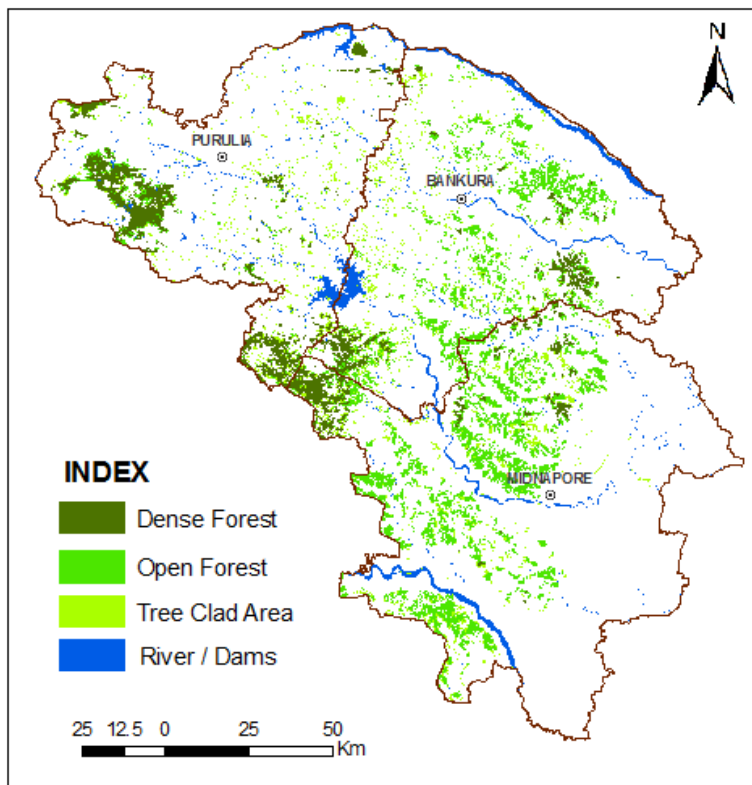 N
PURULIA
BANKURA
MIDNAPORE
INDEX
Dense Forest
Open Forest
Tree Clad Area
River / Dams
25 12.5 0 25 50
Km